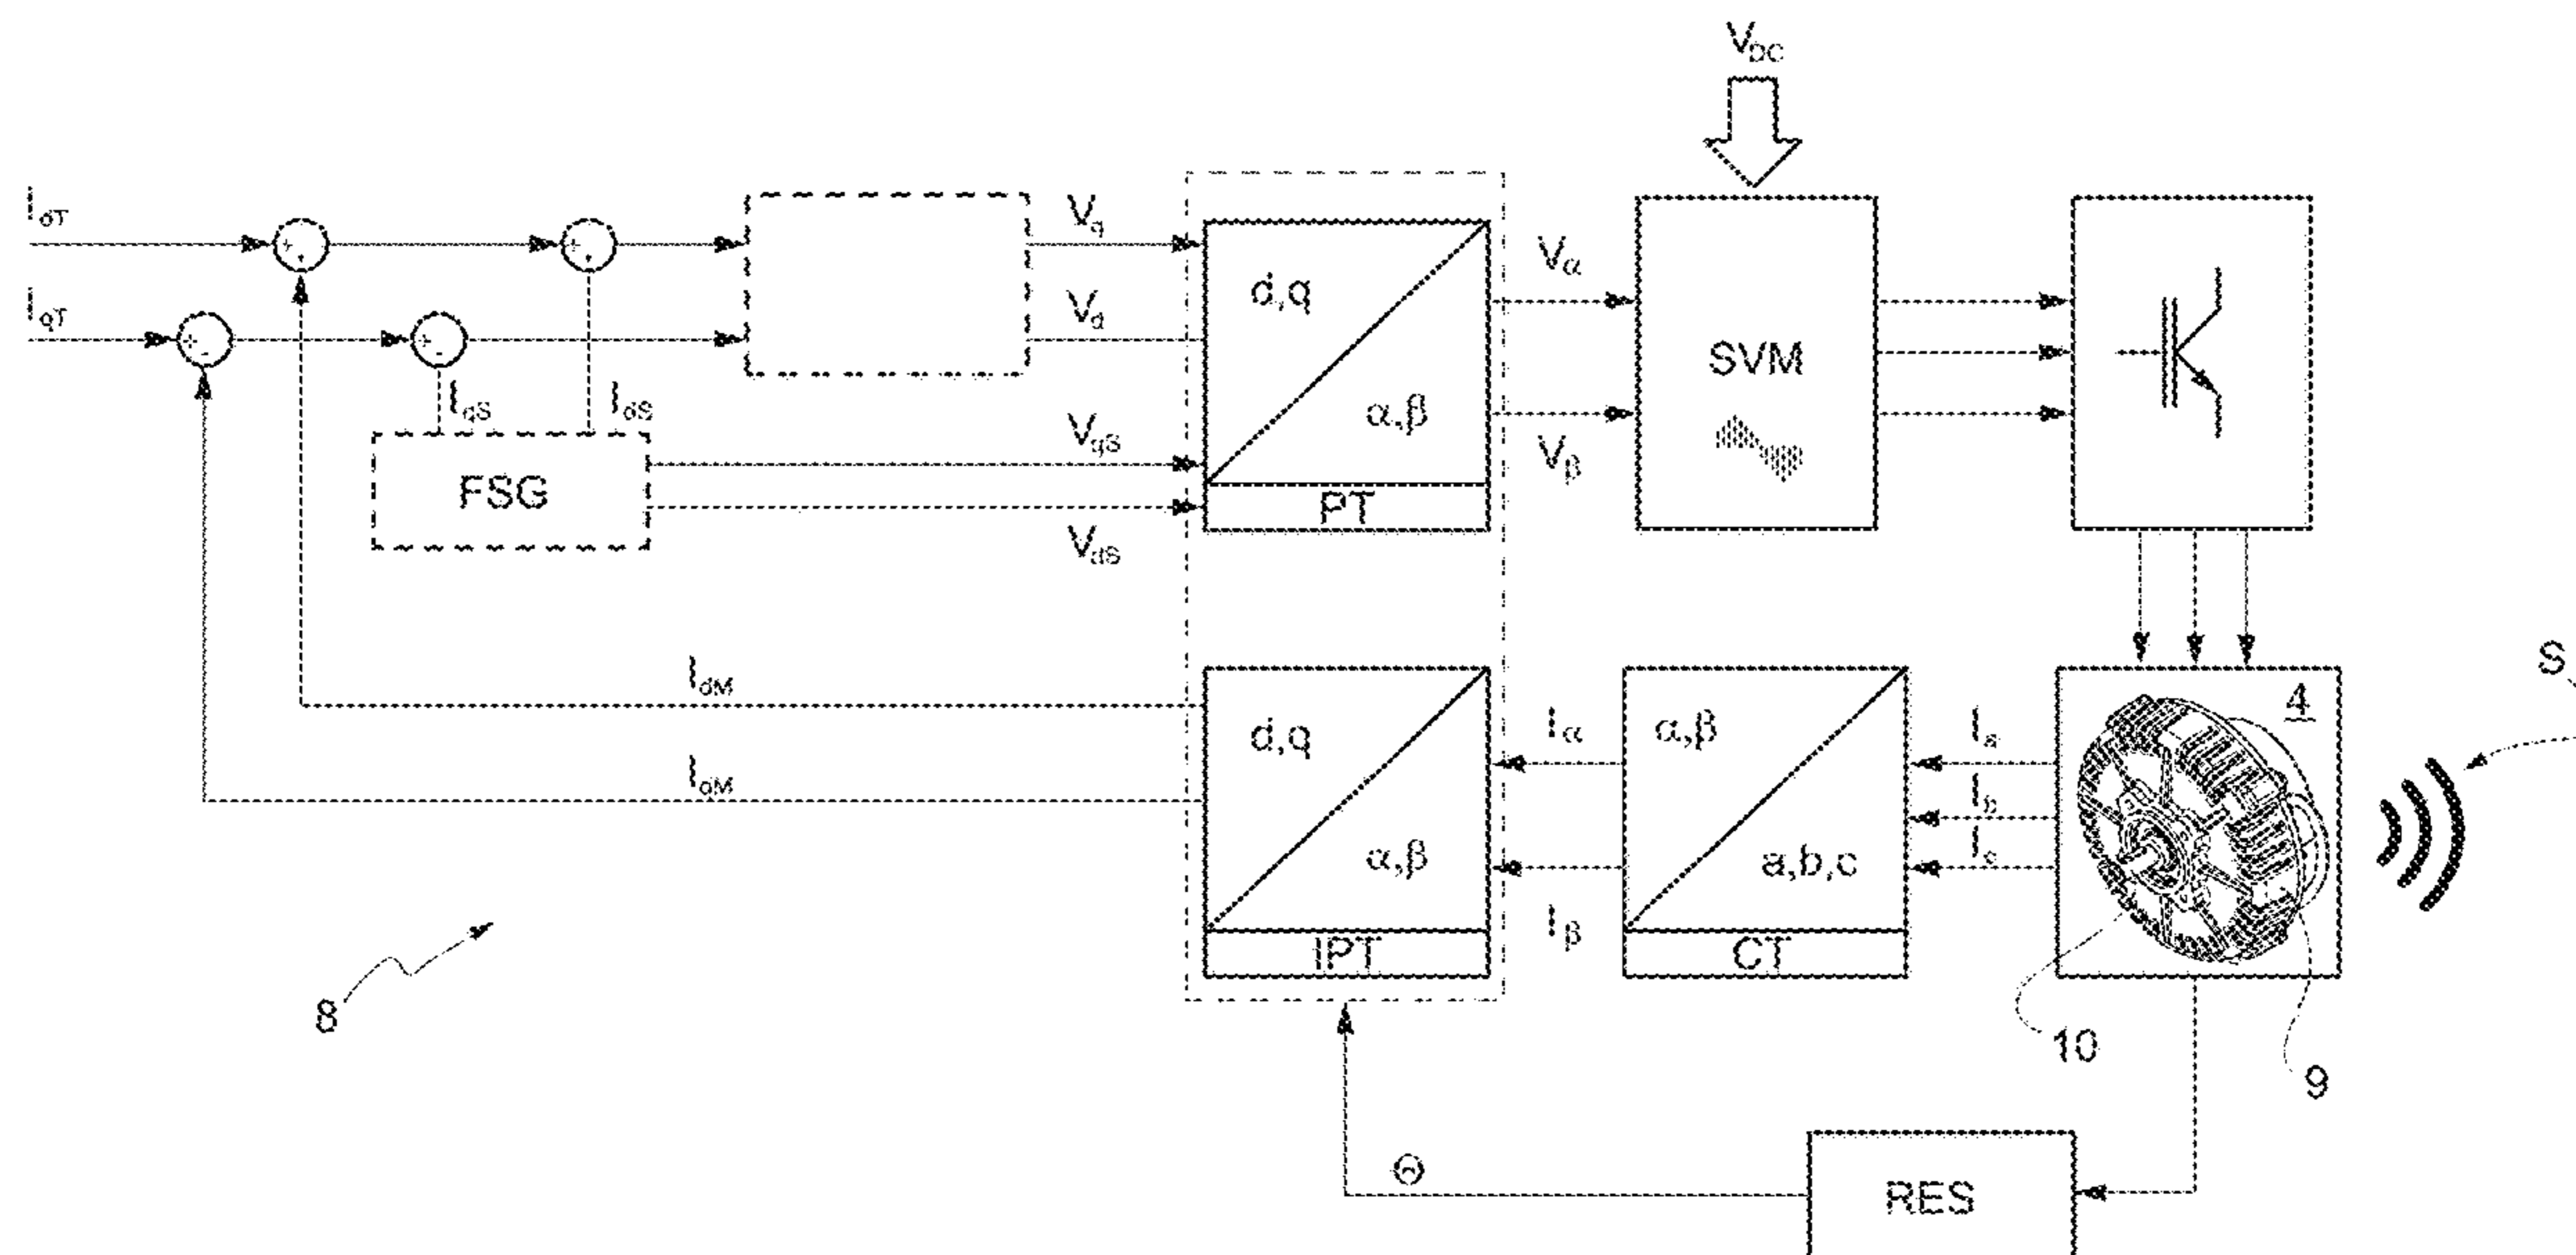 V_DC
I_dT
V_q
I_qT
V_d
d,q
V_α
SVM
I_qS
I_dS
α,β
V_qS
V_β
FSG
PT
V_dS
S
I_dM
4
d,q
I_α
α,β
I_a
I_qM
I_b
α,β
a,b,c
I_c
I_β
IPT
CT
8
10
9
Θ
RES